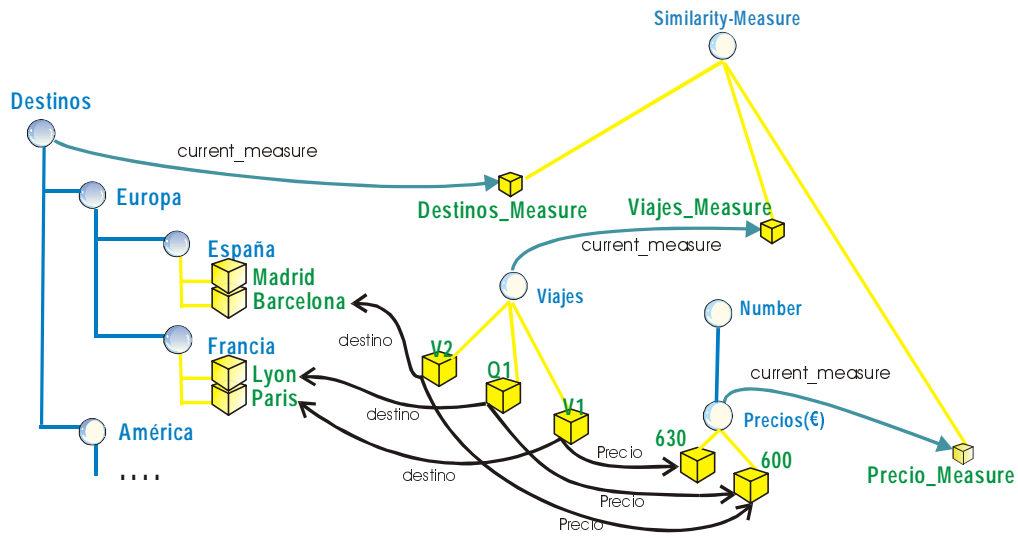 Similarity-Measure
Destinos
current_measure
Europa
Destinos_Measure
Viajes_Measure
current_measure
España
Madrid
Barcelona
Viajes
Number
destino
V2
Francia
Lyon
Paris
Q1
V1
current_measure
destino
Precios(€)
América
630
Precio
600
destino
Precio_Measure
....
Precio
Precio